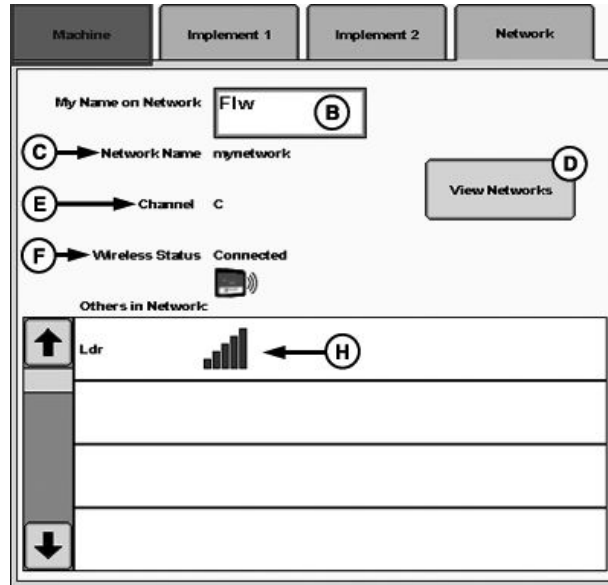 Machine Implement 1 Implement 2 Network
My Name on Network Flw B
C Network Name mynetwork
D
View Networks
E Channel C
F Wireless Status Connected
Others in Network:
Ldr H